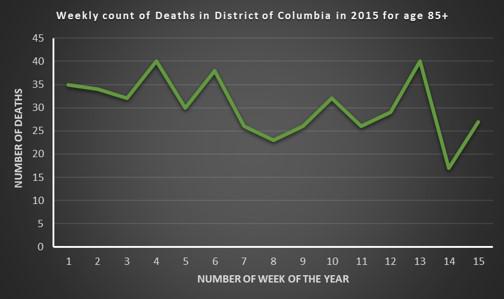 Weekly count of Deaths in District of Columbia in 2015 for age 85+
NUMBER OF DEATHS
45
40
35
30
25
20
15
10
5
0
1 2 3 4 5 6 7 8 9 10 11 12 13 14 15
NUMBER OF WEEK OF THE YEAR